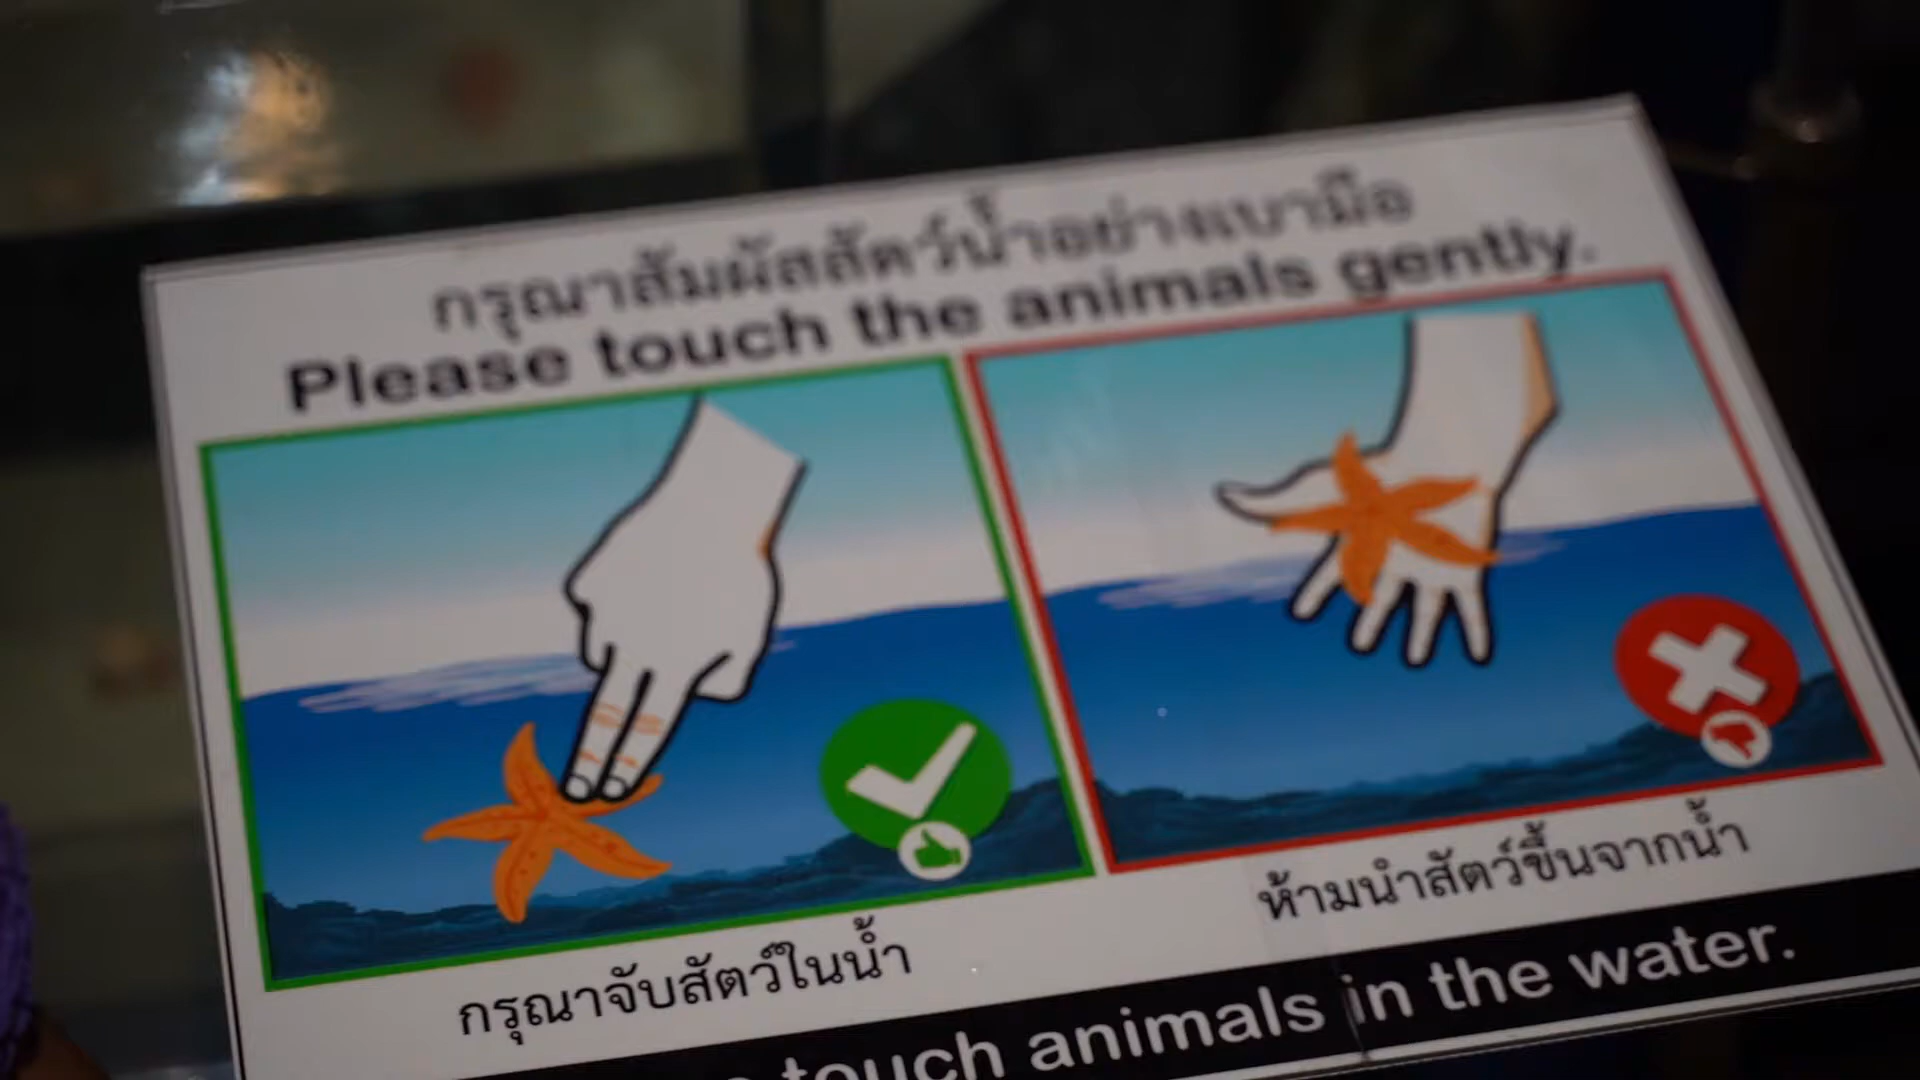 กรุณาสัมผัสสัตว์น้ำอย่างเบามือ
Please touch the animals gently.
กรุณาจับสัตว์ในน้ำ
ห้ามนำสัตว์ขึ้นจากน้ำ
touch animals in the water.